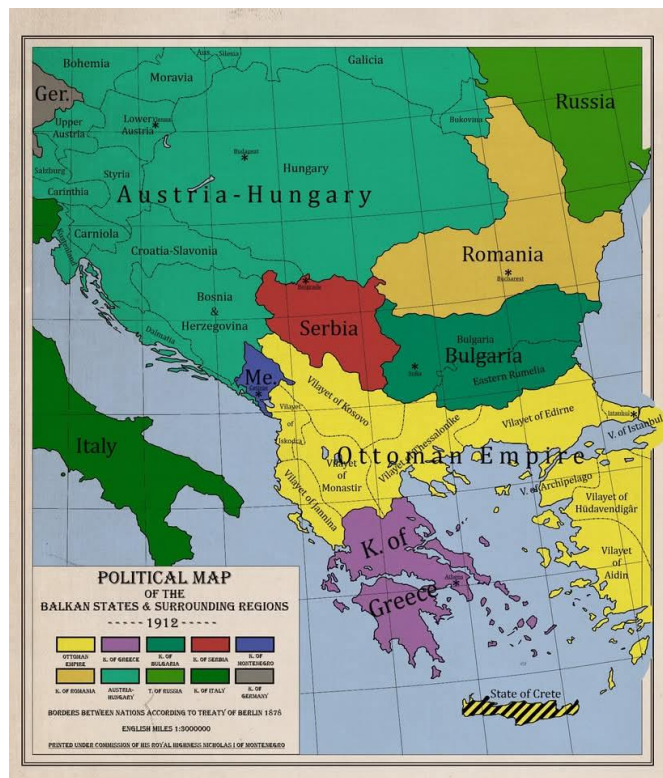 Bohemia
Aus.
Silesia
Galicia
Moravia
Ger.
Russia
Upper
Austria
Lower
Austria
Bukovina
Budapest
Salzburg
Styria
Hungary
Carinthia
Austria-Hungary
Carniola
Croatia-Slavonia
Romania
Bucharest
Belgrade
Bosnia
&
Herzegovina
Serbia
Dalmatia
Bulgaria
Bulgaria
Sofia
Eastern Rumelia
Me.
Vilayet of Kosovo
Vilayet
of
Iskodra
Vilayet of Edirne
Istanbul
V. of Istanbul
Italy
Vilayet of Thessalonike
Ottoman Empire
Vilayet
of
Monastir
Vilayet of Jannina
V. of Archipelago
Vilayet of
Hüdavendigâr
Vilayet
of
Aidin
K. of
Greece
Athens
State of Crete
POLITICAL MAP
OF THE
BALKAN STATES & SURROUNDING REGIONS
-----1912-----
OTTOMAN
EMPIRE
K. OF GREECE
K. OF
BULGARIA
K. OF SERBIA
K. OF
MONTENEGRO
K. OF ROMANIA
AUSTRIA-
HUNGARY
T. OF RUSSIA
K. OF ITALY
K. OF
GERMANY
BORDERS BETWEEN NATIONS ACCORDING TO TREATY OF BERLIN 1878
ENGLISH MILES 1:3000000
PRINTED UNDER COMMISSION OF HIS ROYAL HIGHNESS NICHOLAS I OF MONTENEGRO